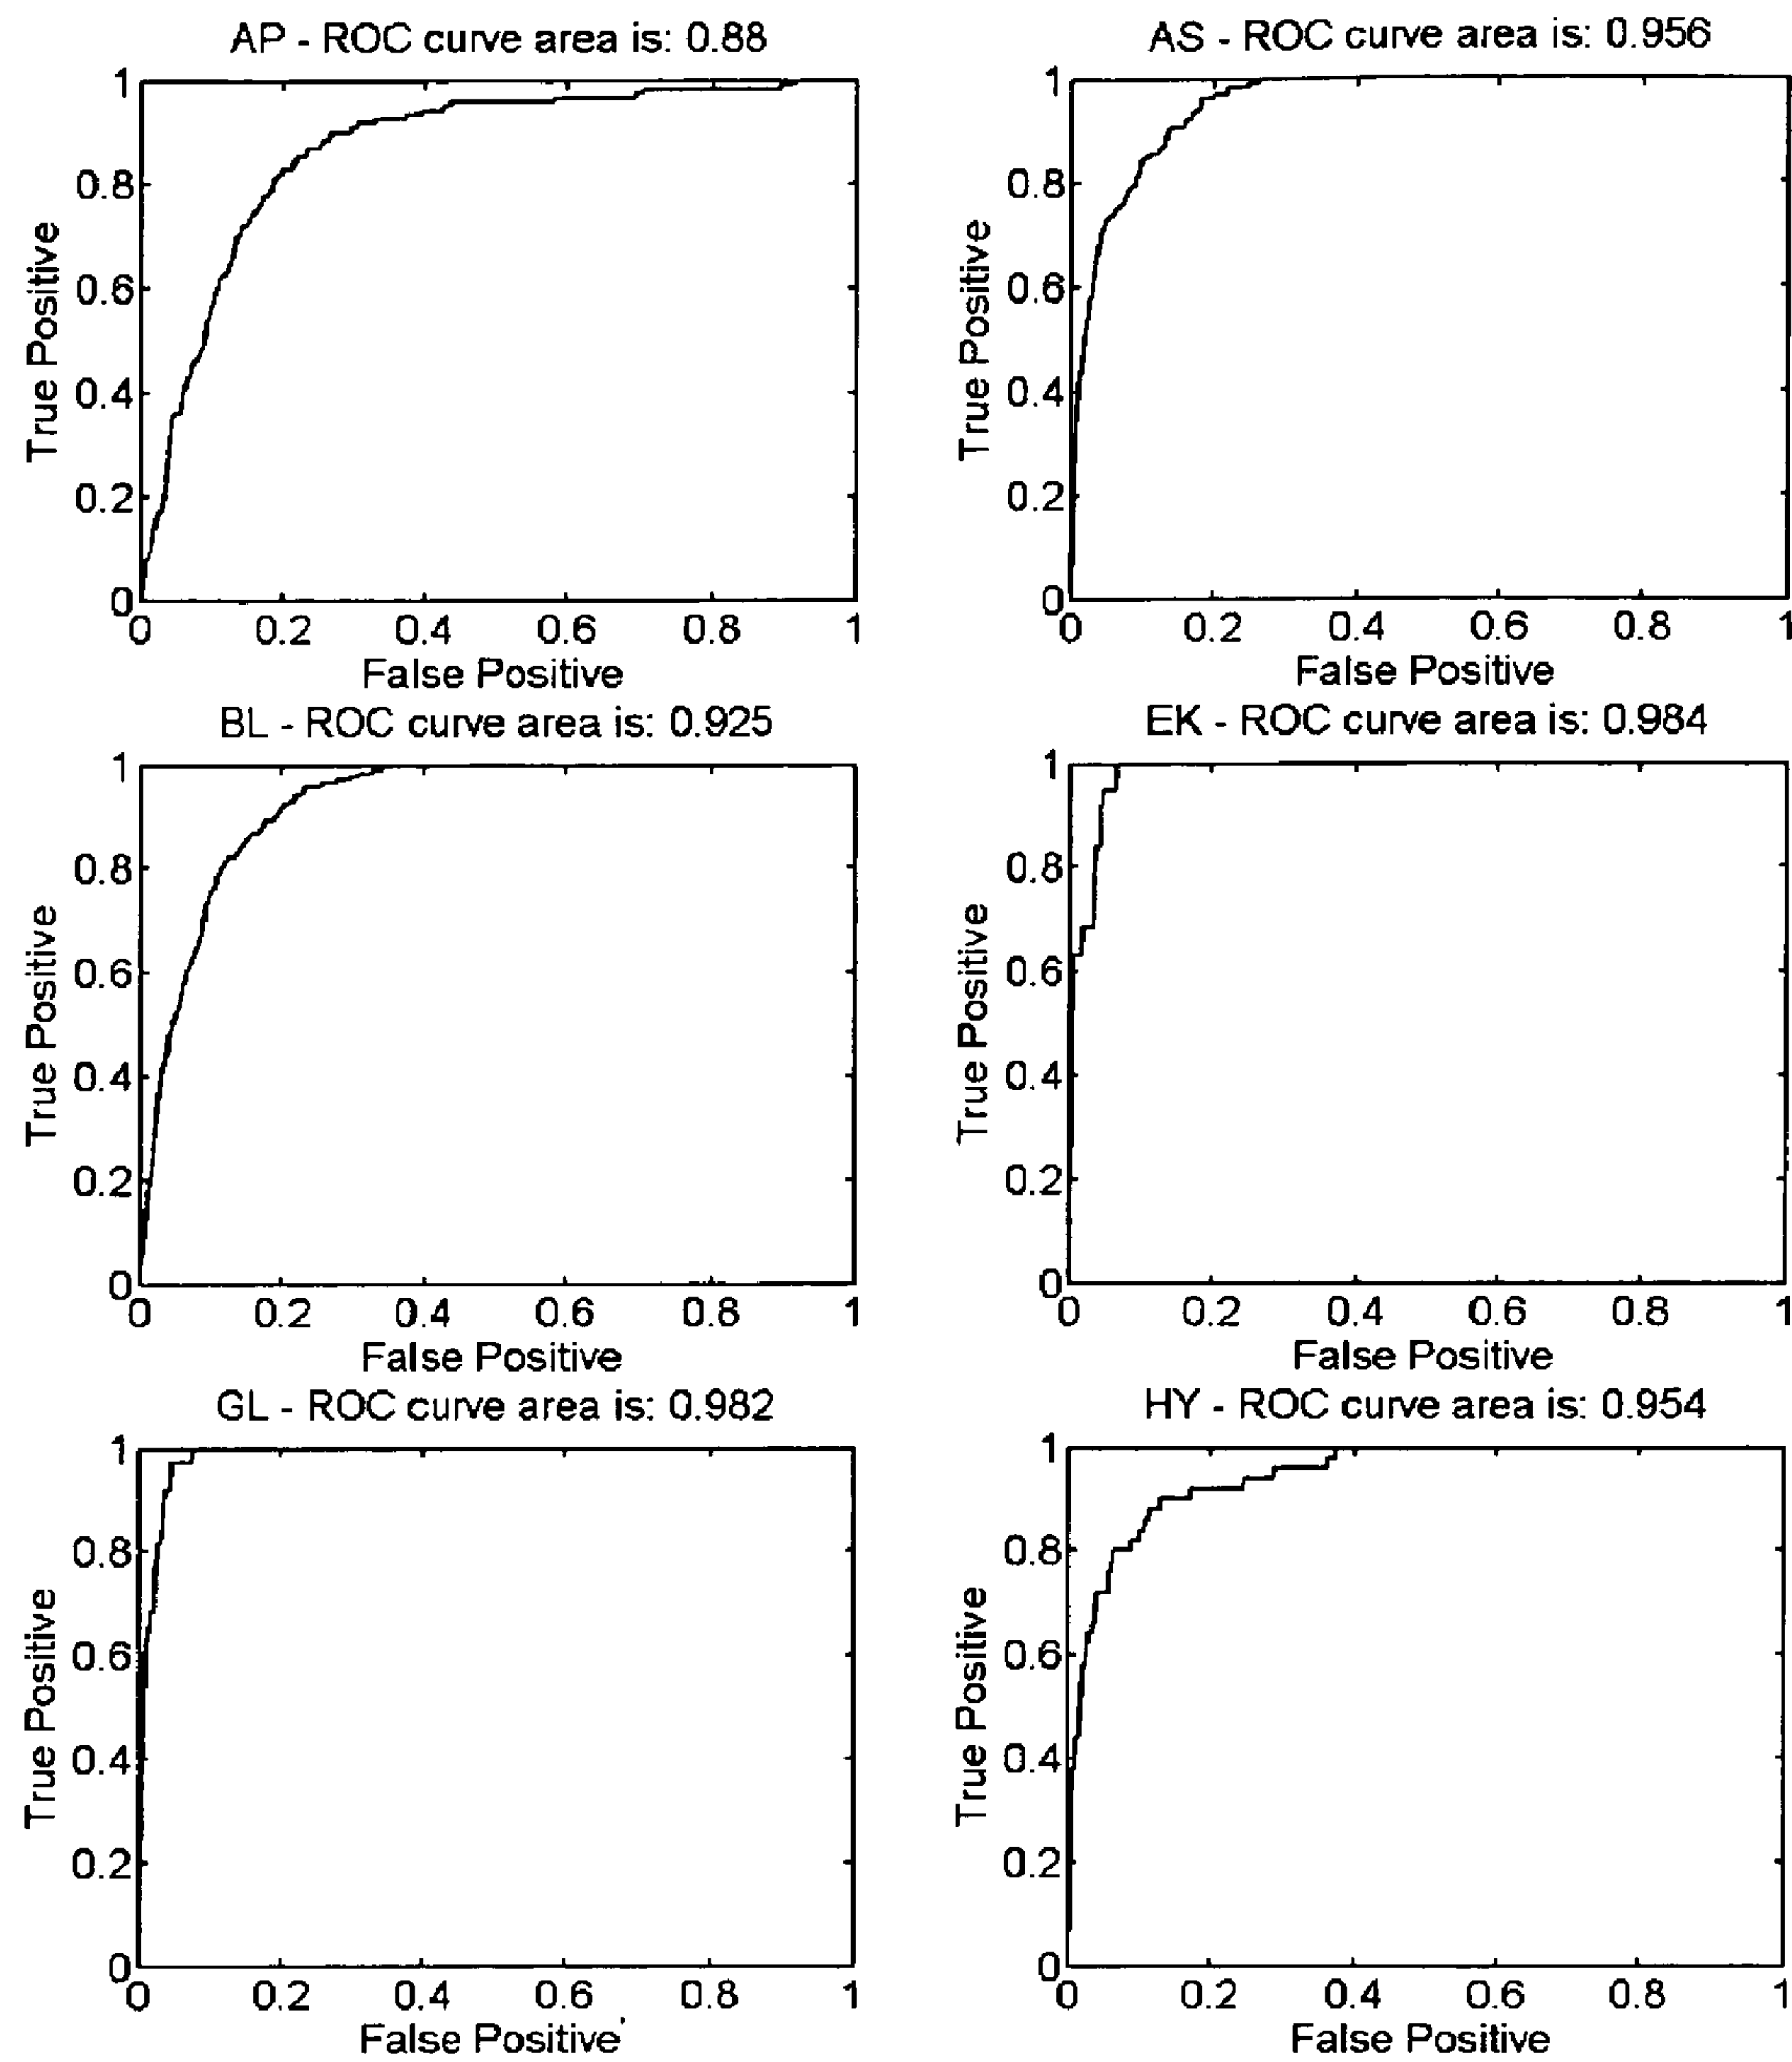 AP - ROC curve area is: 0.88
1
0.8
0.6
0.4
0.2
0
True Positive
0 0.2 0.4 0.6 0.8 1
False Positive
AS - ROC curve area is: 0.956
1
0.8
0.6
0.4
0.2
0
True Positive
0 0.2 0.4 0.6 0.8 1
False Positive
BL - ROC curve area is: 0.925
1
0.8
0.6
0.4
0.2
0
True Positive
0 0.2 0.4 0.6 0.8 1
False Positive
EK - ROC curve area is: 0.984
1
0.8
0.6
0.4
0.2
0
True Positive
0 0.2 0.4 0.6 0.8 1
False Positive
GL - ROC curve area is: 0.982
1
0.8
0.6
0.4
0.2
0
True Positive
0 0.2 0.4 0.6 0.8 1
False Positive
HY - ROC curve area is: 0.954
1
0.8
0.6
0.4
0.2
0
True Positive
0 0.2 0.4 0.6 0.8 1
False Positive